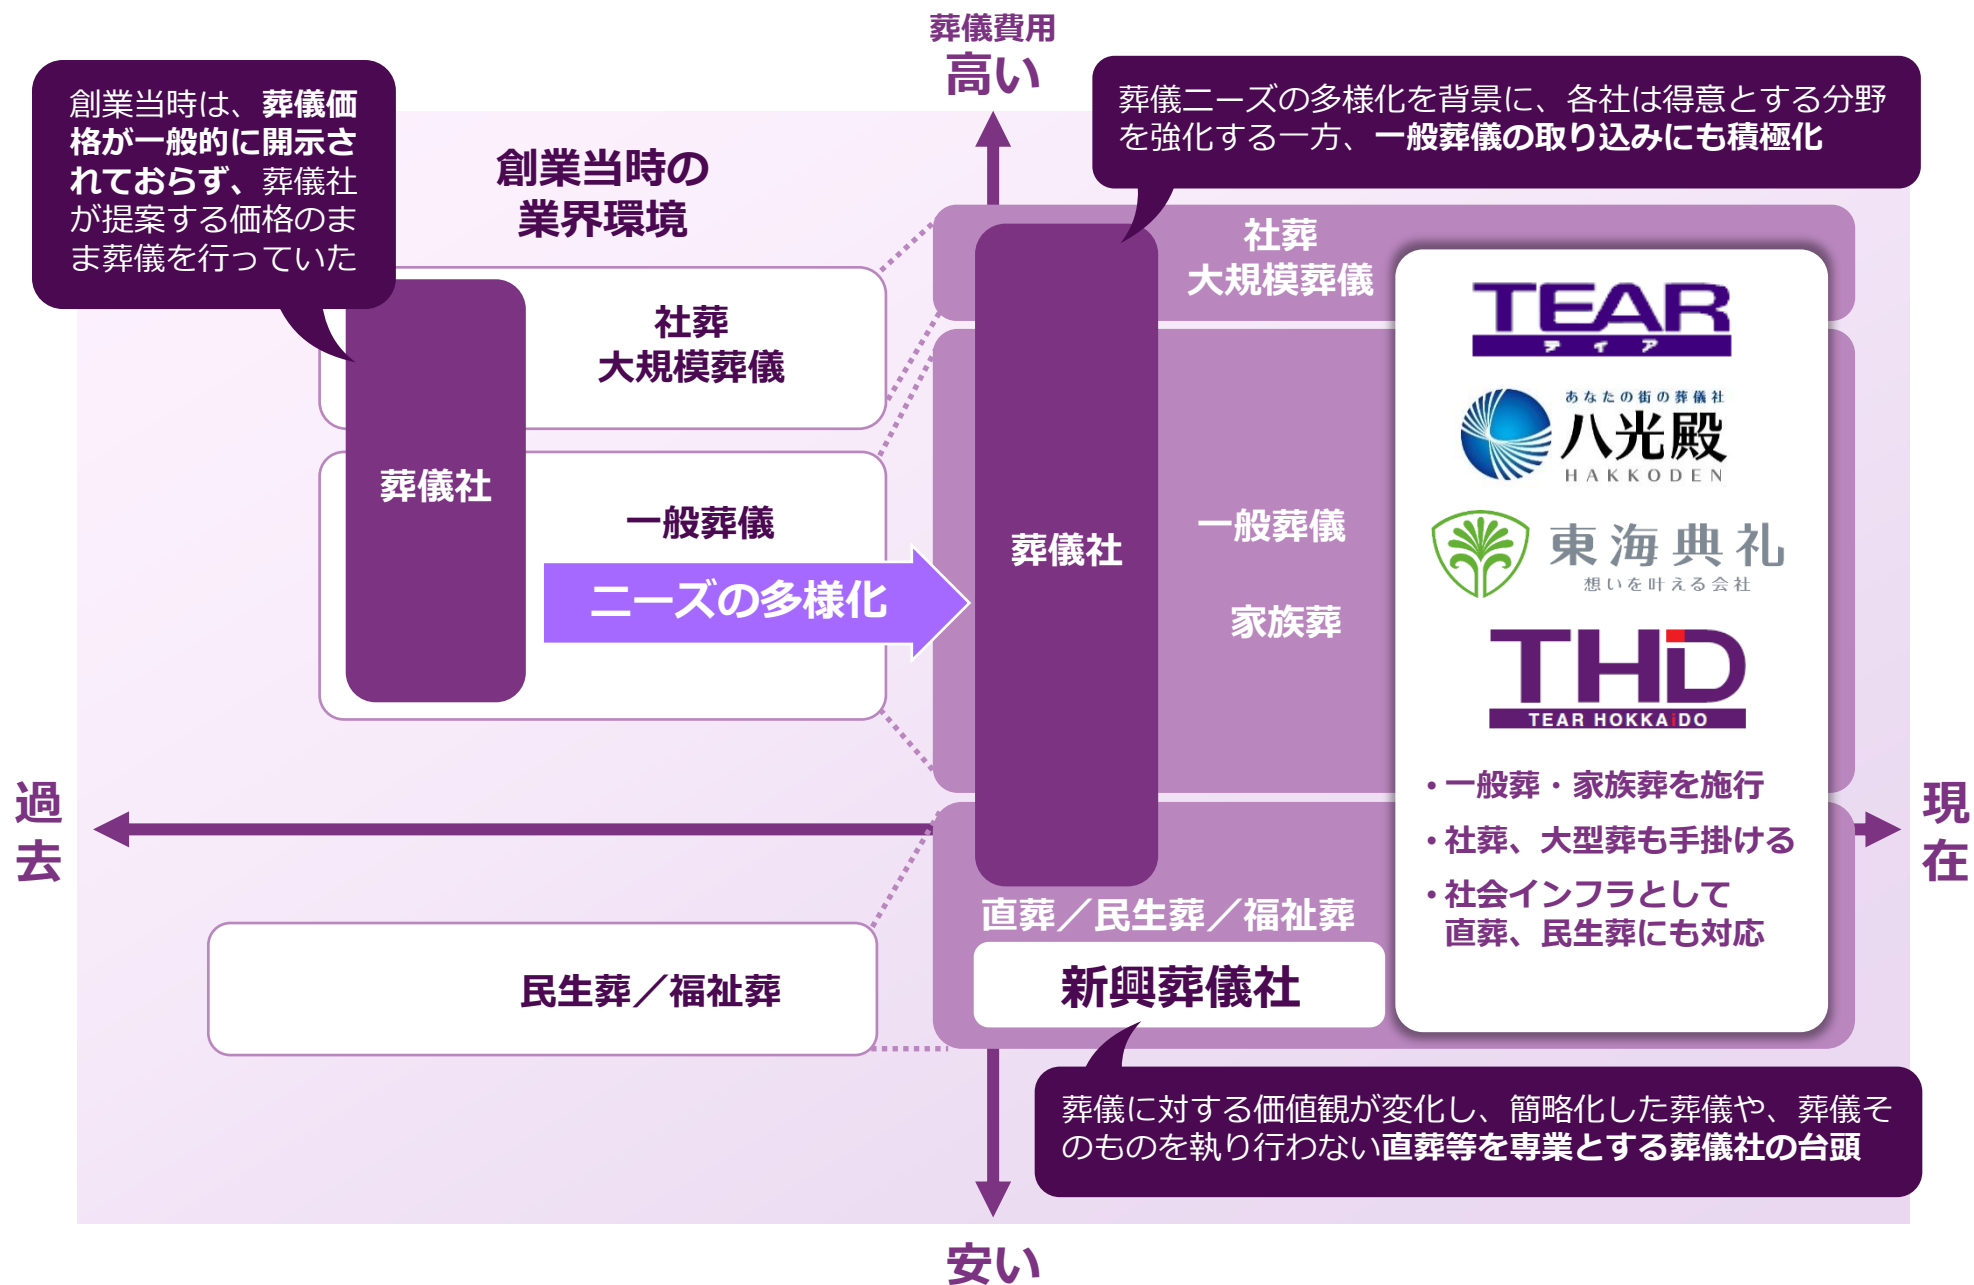 葬儀費用
高い
創業当時は、葬儀価
格が一般的に開示さ
れておらず、葬儀社
が提案する価格のま
ま葬儀を行っていた
創業当時の
業界環境
葬儀ニーズの多様化を背景に、各社は得意とする分野
を強化する一方、一般葬儀の取り込みにも積極化
社葬
大規模葬儀
葬儀社
一般葬儀
ニーズの多様化
民生葬／福祉葬
社葬
大規模葬儀
葬儀社
一般葬儀
家族葬
直葬／民生葬／福祉葬
新興葬儀社
TEAR
ティア
あなたの街の葬儀社
八光殿
HAKKODEN
東海典礼
想いを叶える会社
THD
TEAR HOKKAiDO
・一般葬・家族葬を施行
・社葬、大型葬も手掛ける
・社会インフラとして
直葬、民生葬にも対応
過去
現在
葬儀に対する価値観が変化し、簡略化した葬儀や、葬儀そ
のものを執り行わない直葬等を専業とする葬儀社の台頭
安い